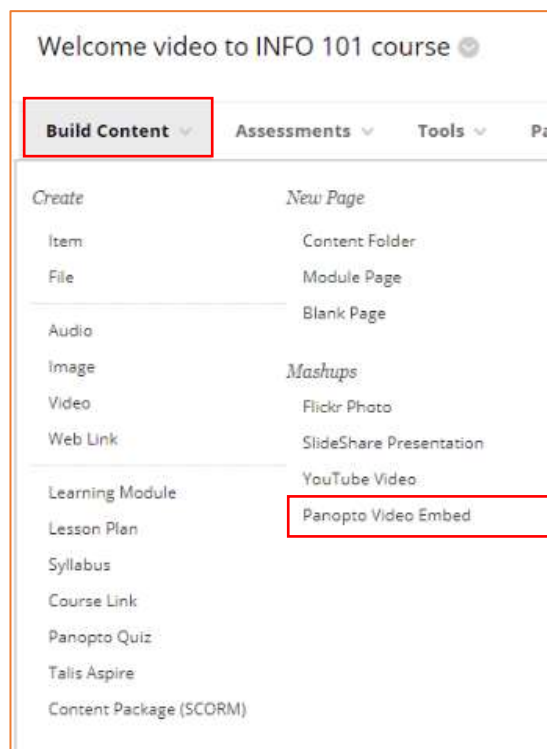 Welcome video to INFO 101 course
Build Content
Assessments
Tools
Pa
Create
Item
File
Audio
Image
Video
Web Link
Learning Module
Lesson Plan
Syllabus
Course Link
Panopto Quiz
Talis Aspire
Content Package (SCORM)
New Page
Content Folder
Module Page
Blank Page
Mashups
Flickr Photo
SlideShare Presentation
YouTube Video
Panopto Video Embed